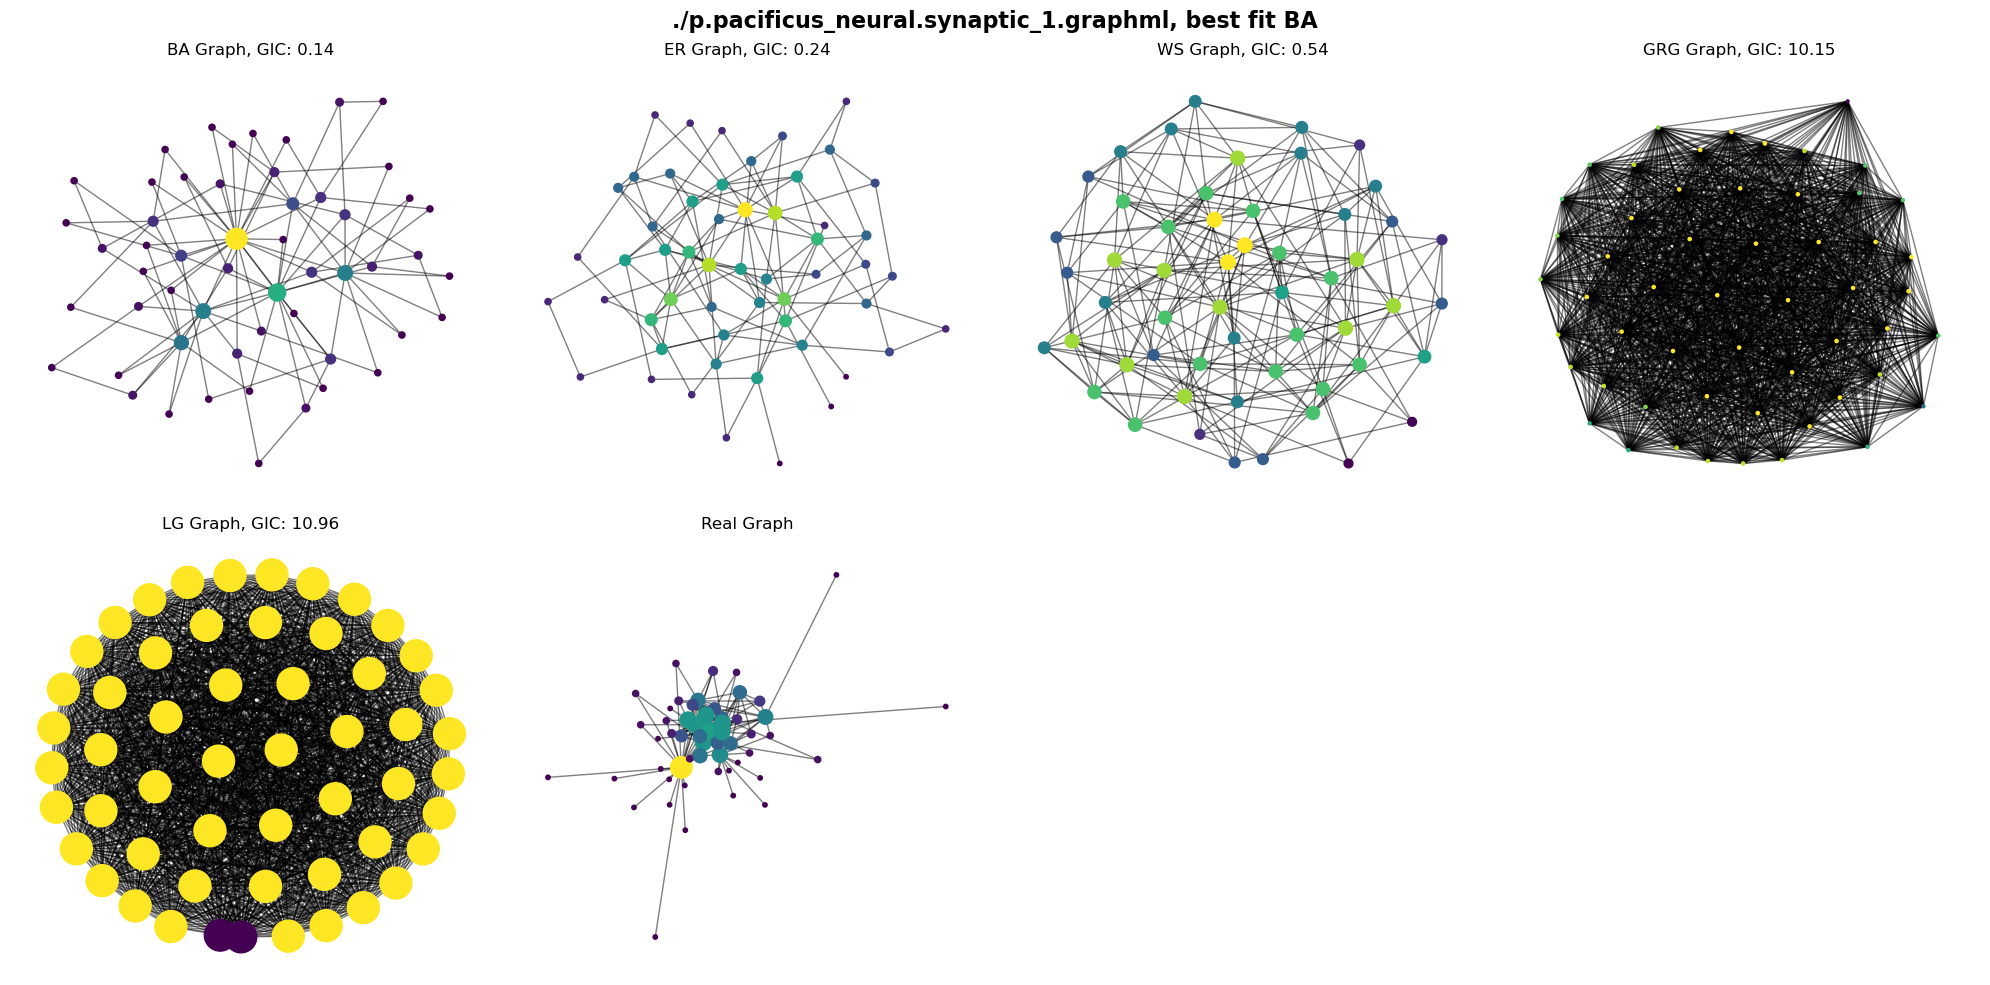 ./p.pacificus_neural.synaptic_1.graphml, best fit BA
BA Graph, GIC: 0.14
ER Graph, GIC: 0.24
WS Graph, GIC: 0.54
GRG Graph, GIC: 10.15
LG Graph, GIC: 10.96
Real Graph